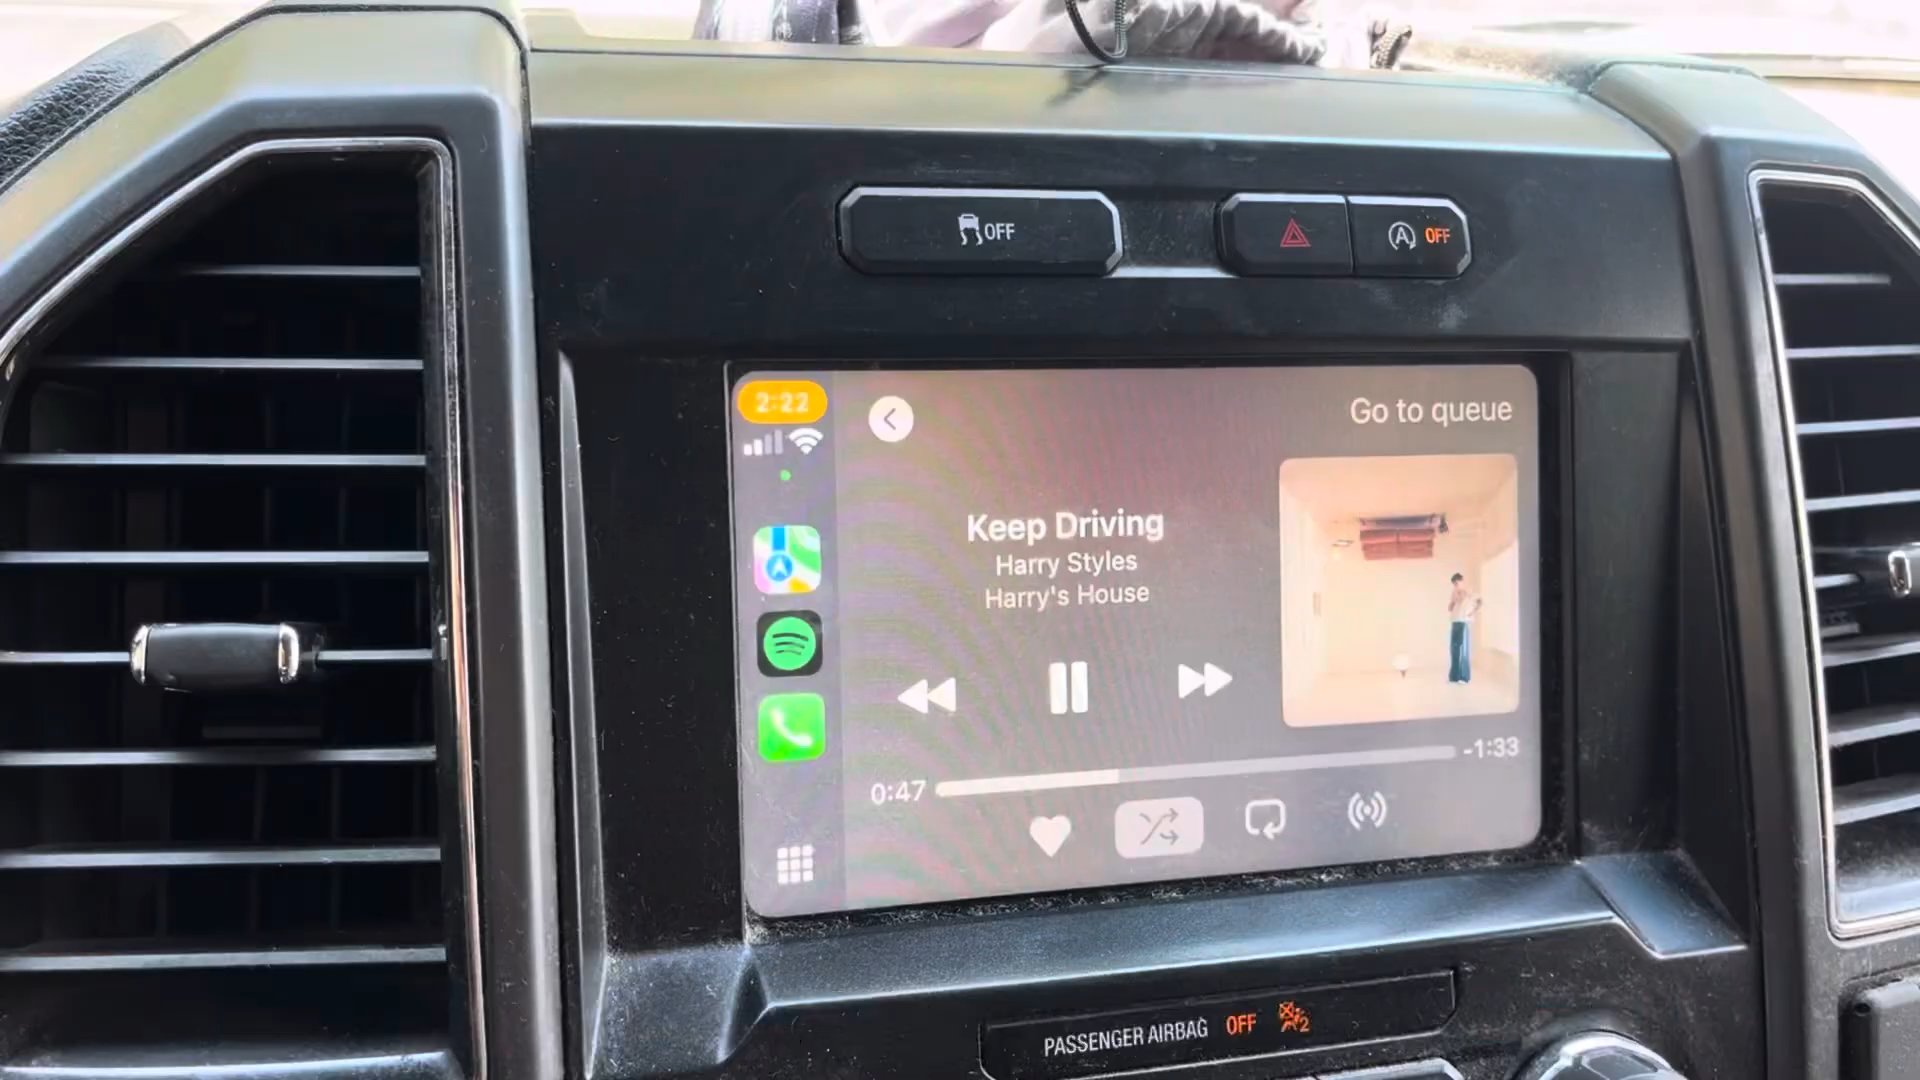 OFF
A OFF
2:22
Go to queue
Keep Driving
Harry Styles
Harry's House
0:47
-1:33
PASSENGER AIRBAG OFF 2